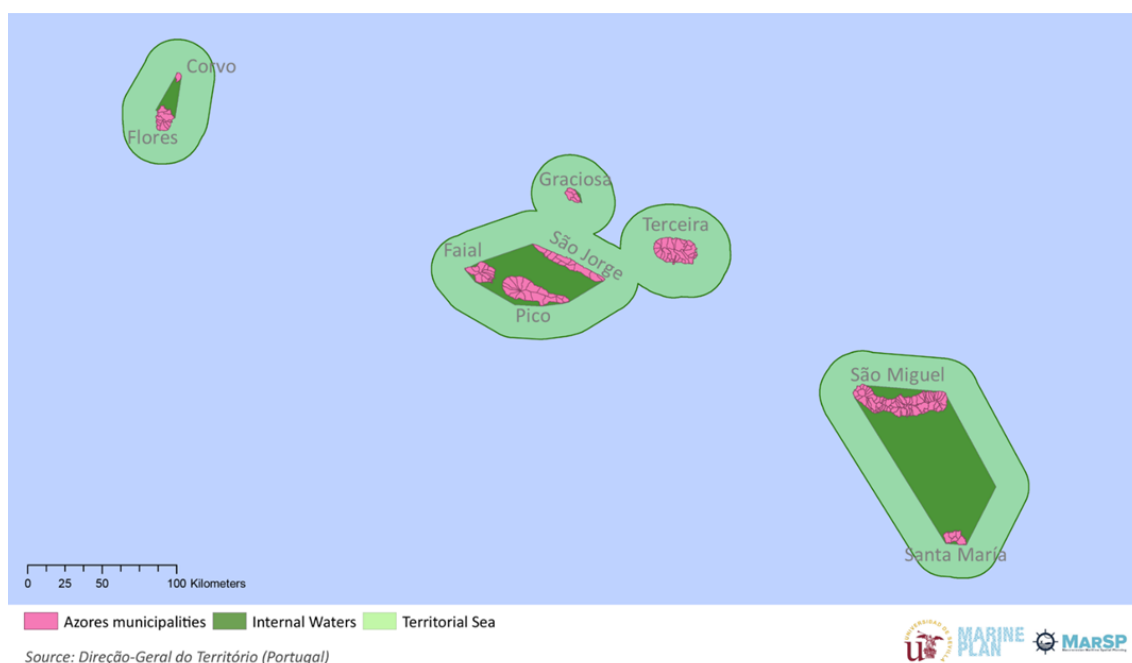 Corvo
Flores
Graciosa
Terceira
Faial
São Jorge
Pico
São Miguel
Santa María
0 25 50 100 Kilometers
Azores municipalities Internal Waters Territorial Sea
Source: Direção-Geral do Território (Portugal)
MARINE
PLAN
MARSP